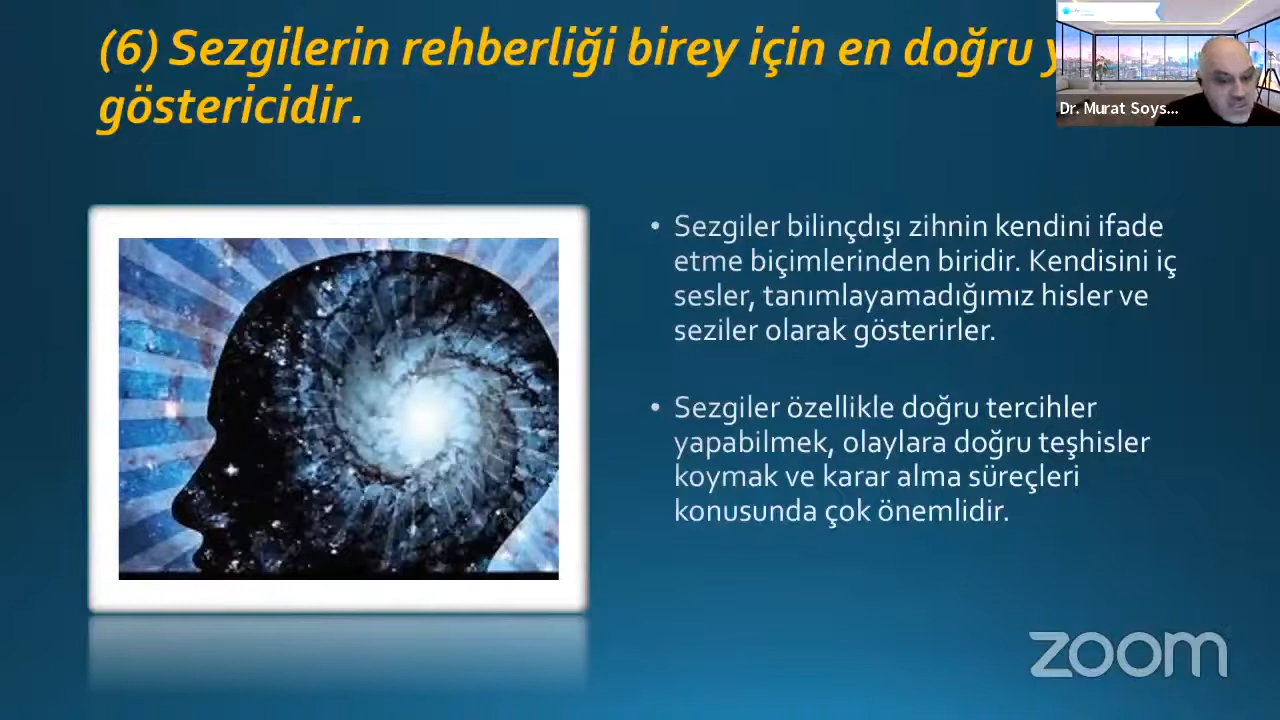 (6) Sezgilerin rehberliği birey için en doğru
göstericidir.
Dr. Murat Soys...
• Sezgiler bilinçdışı zihnin kendini ifade
etme biçimlerinden biridir. Kendisini iç
sesler, tanımlayamadığımız hisler ve
seziler olarak gösterirler.
• Sezgiler özellikle doğru tercihler
yapabilmek, olaylara doğru teşhisler
koymak ve karar alma süreçleri
konusunda çok önemlidir.
zoom